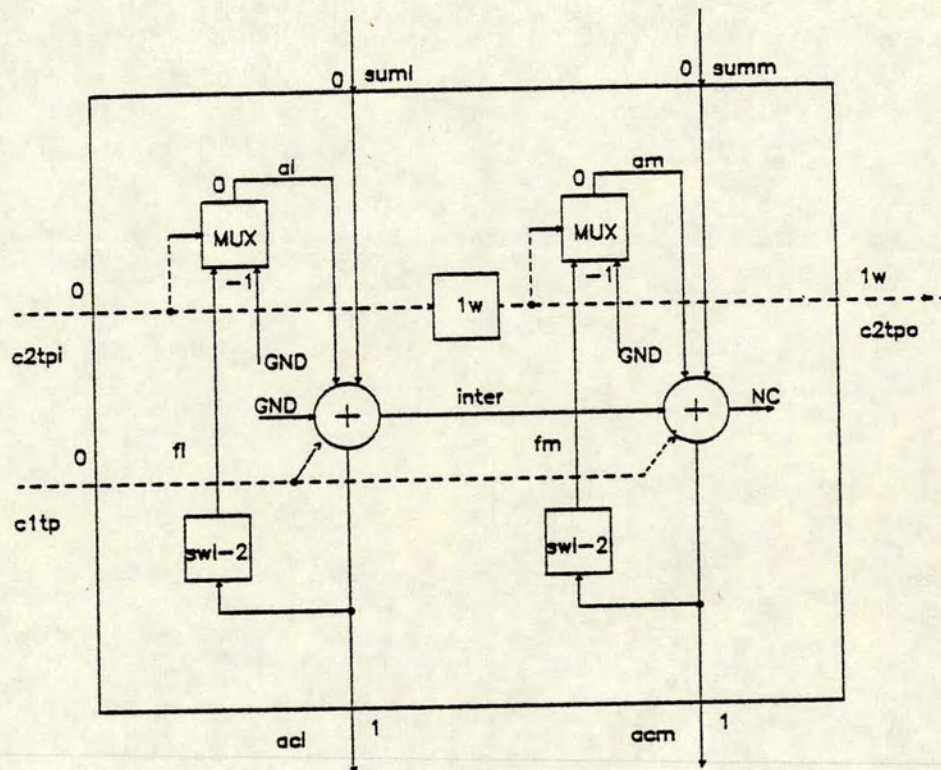 0 suml
0 summ
0 al
0 am
MUX
MUX
-1
-1
0
1w
1w
c2tpi
c2tpo
GND
GND
GND
+
inter
+
NC
fl
fm
0
c1tp
swl-2
swl-2
1
1
acl
acm